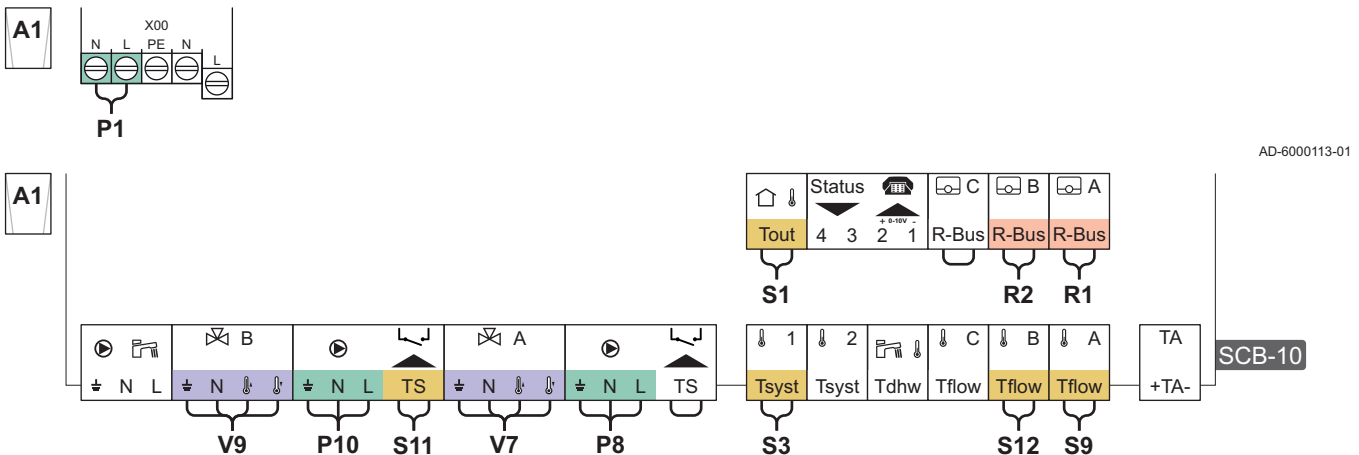 A1
X00
N L PE N
L
P1
AD-6000113-01
A1
Status C B A
+ 0-10V -
Tout 4 3 2 1 R-Bus R-Bus R-Bus
S1 R2 R1
B A 1 2 C B A TA
SCB-10
N L N N L TS N N L TS Tsyst Tsyst Tdhw Tflow Tflow Tflow +TA-
V9 P10 S11 V7 P8 S3 S12 S9